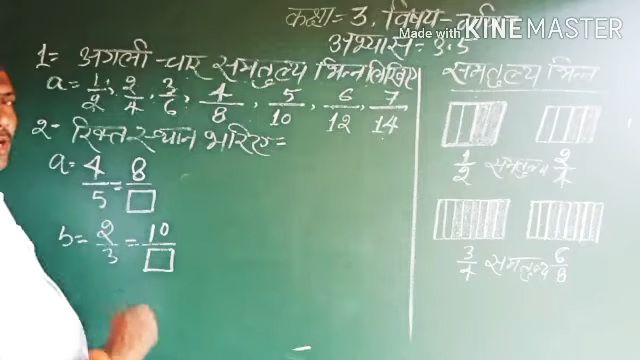 कक्षा = 3. विषय - गणित
Made with KINEMASTER
अभ्यास = 3.5
1 = अगली चार समतुल्य भिन्न लिखिए
a = 1/2, 2/4, 3/6, 4/8, 5/10, 6/12, 7/14
2 = रिक्त स्थान भरिए =
a = 4/5 = 8/□
b = 2/3 = 10/□
समतुल्य भिन्न
1/2 समतुल्य 2/4
3/4 समतुल्य 6/8